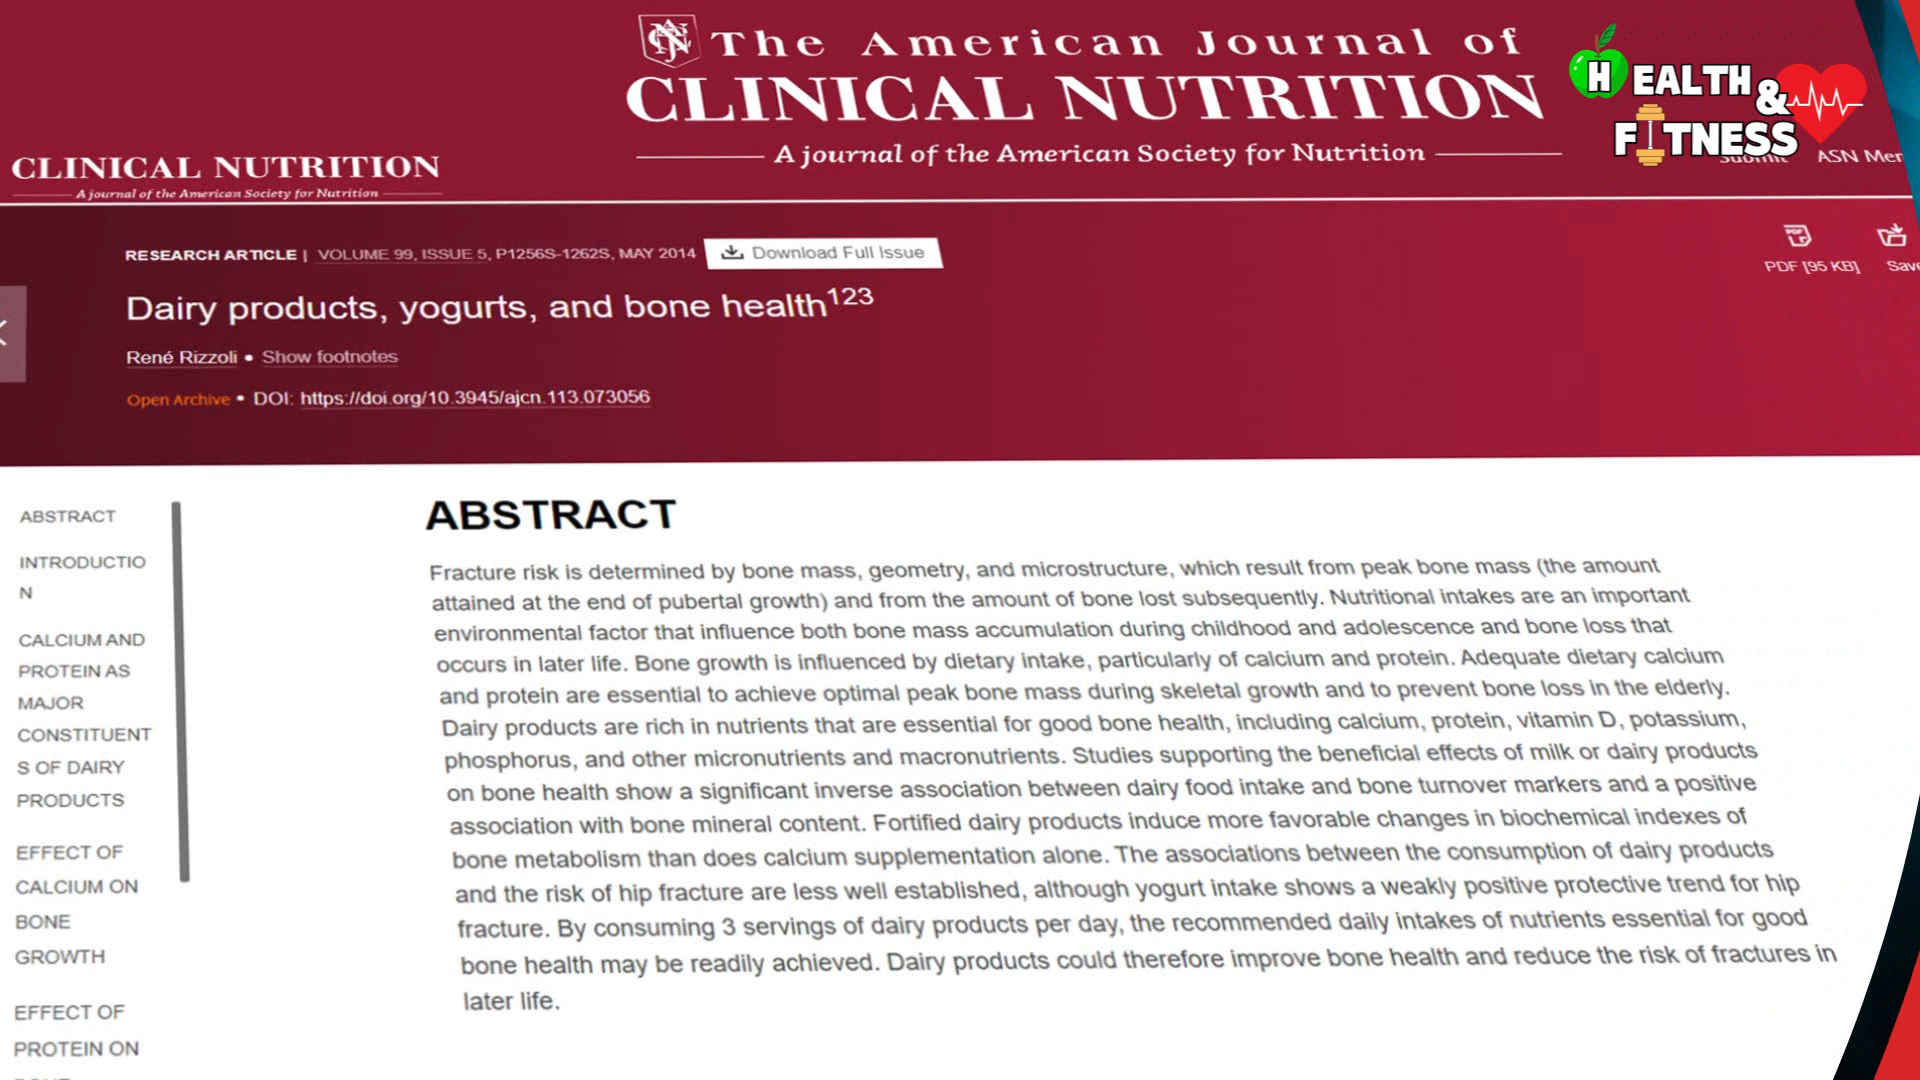 The American Journal of
CLINICAL NUTRITION
A journal of the American Society for Nutrition
HEALTH
&
FITNESS
CLINICAL NUTRITION
A journal of the American Society for Nutrition
Submit ASN Mer
RESEARCH ARTICLE | VOLUME 99, ISSUE 5, P1256S-1262S, MAY 2014 Download Full Issue
PDF [95 KB] Save
Dairy products, yogurts, and bone health123
René Rizzoli • Show footnotes
Open Archive • DOI: https://doi.org/10.3945/ajcn.113.073056
ABSTRACT
INTRODUCTIO
N
CALCIUM AND
PROTEIN AS
MAJOR
CONSTITUENT
S OF DAIRY
PRODUCTS
EFFECT OF
CALCIUM ON
BONE
GROWTH
EFFECT OF
PROTEIN ON
ABSTRACT
Fracture risk is determined by bone mass, geometry, and microstructure, which result from peak bone mass (the amount
attained at the end of pubertal growth) and from the amount of bone lost subsequently. Nutritional intakes are an important
environmental factor that influence both bone mass accumulation during childhood and adolescence and bone loss that
occurs in later life. Bone growth is influenced by dietary intake, particularly of calcium and protein. Adequate dietary calcium
and protein are essential to achieve optimal peak bone mass during skeletal growth and to prevent bone loss in the elderly.
Dairy products are rich in nutrients that are essential for good bone health, including calcium, protein, vitamin D, potassium,
phosphorus, and other micronutrients and macronutrients. Studies supporting the beneficial effects of milk or dairy products
on bone health show a significant inverse association between dairy food intake and bone turnover markers and a positive
association with bone mineral content. Fortified dairy products induce more favorable changes in biochemical indexes of
bone metabolism than does calcium supplementation alone. The associations between the consumption of dairy products
and the risk of hip fracture are less well established, although yogurt intake shows a weakly positive protective trend for hip
fracture. By consuming 3 servings of dairy products per day, the recommended daily intakes of nutrients essential for good
bone health may be readily achieved. Dairy products could therefore improve bone health and reduce the risk of fractures in
later life.